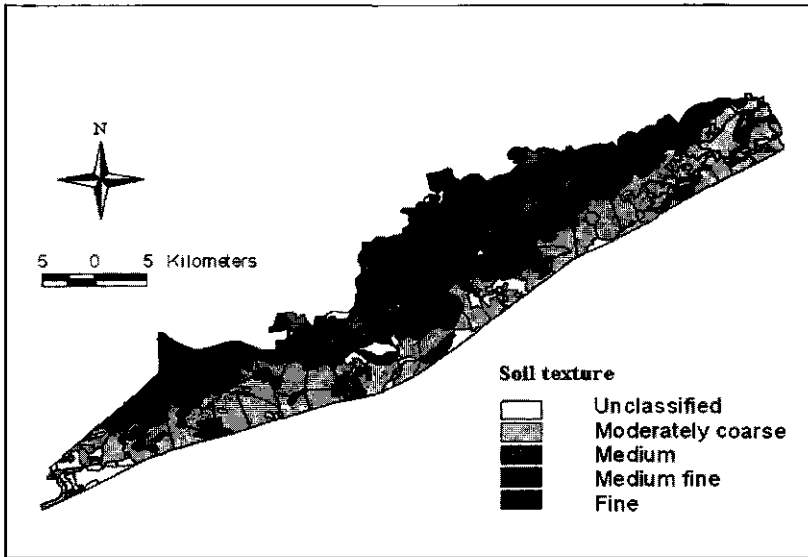 N
5 0 5 Kilometers
Soil texture
Unclassified
Moderately coarse
Medium
Medium fine
Fine